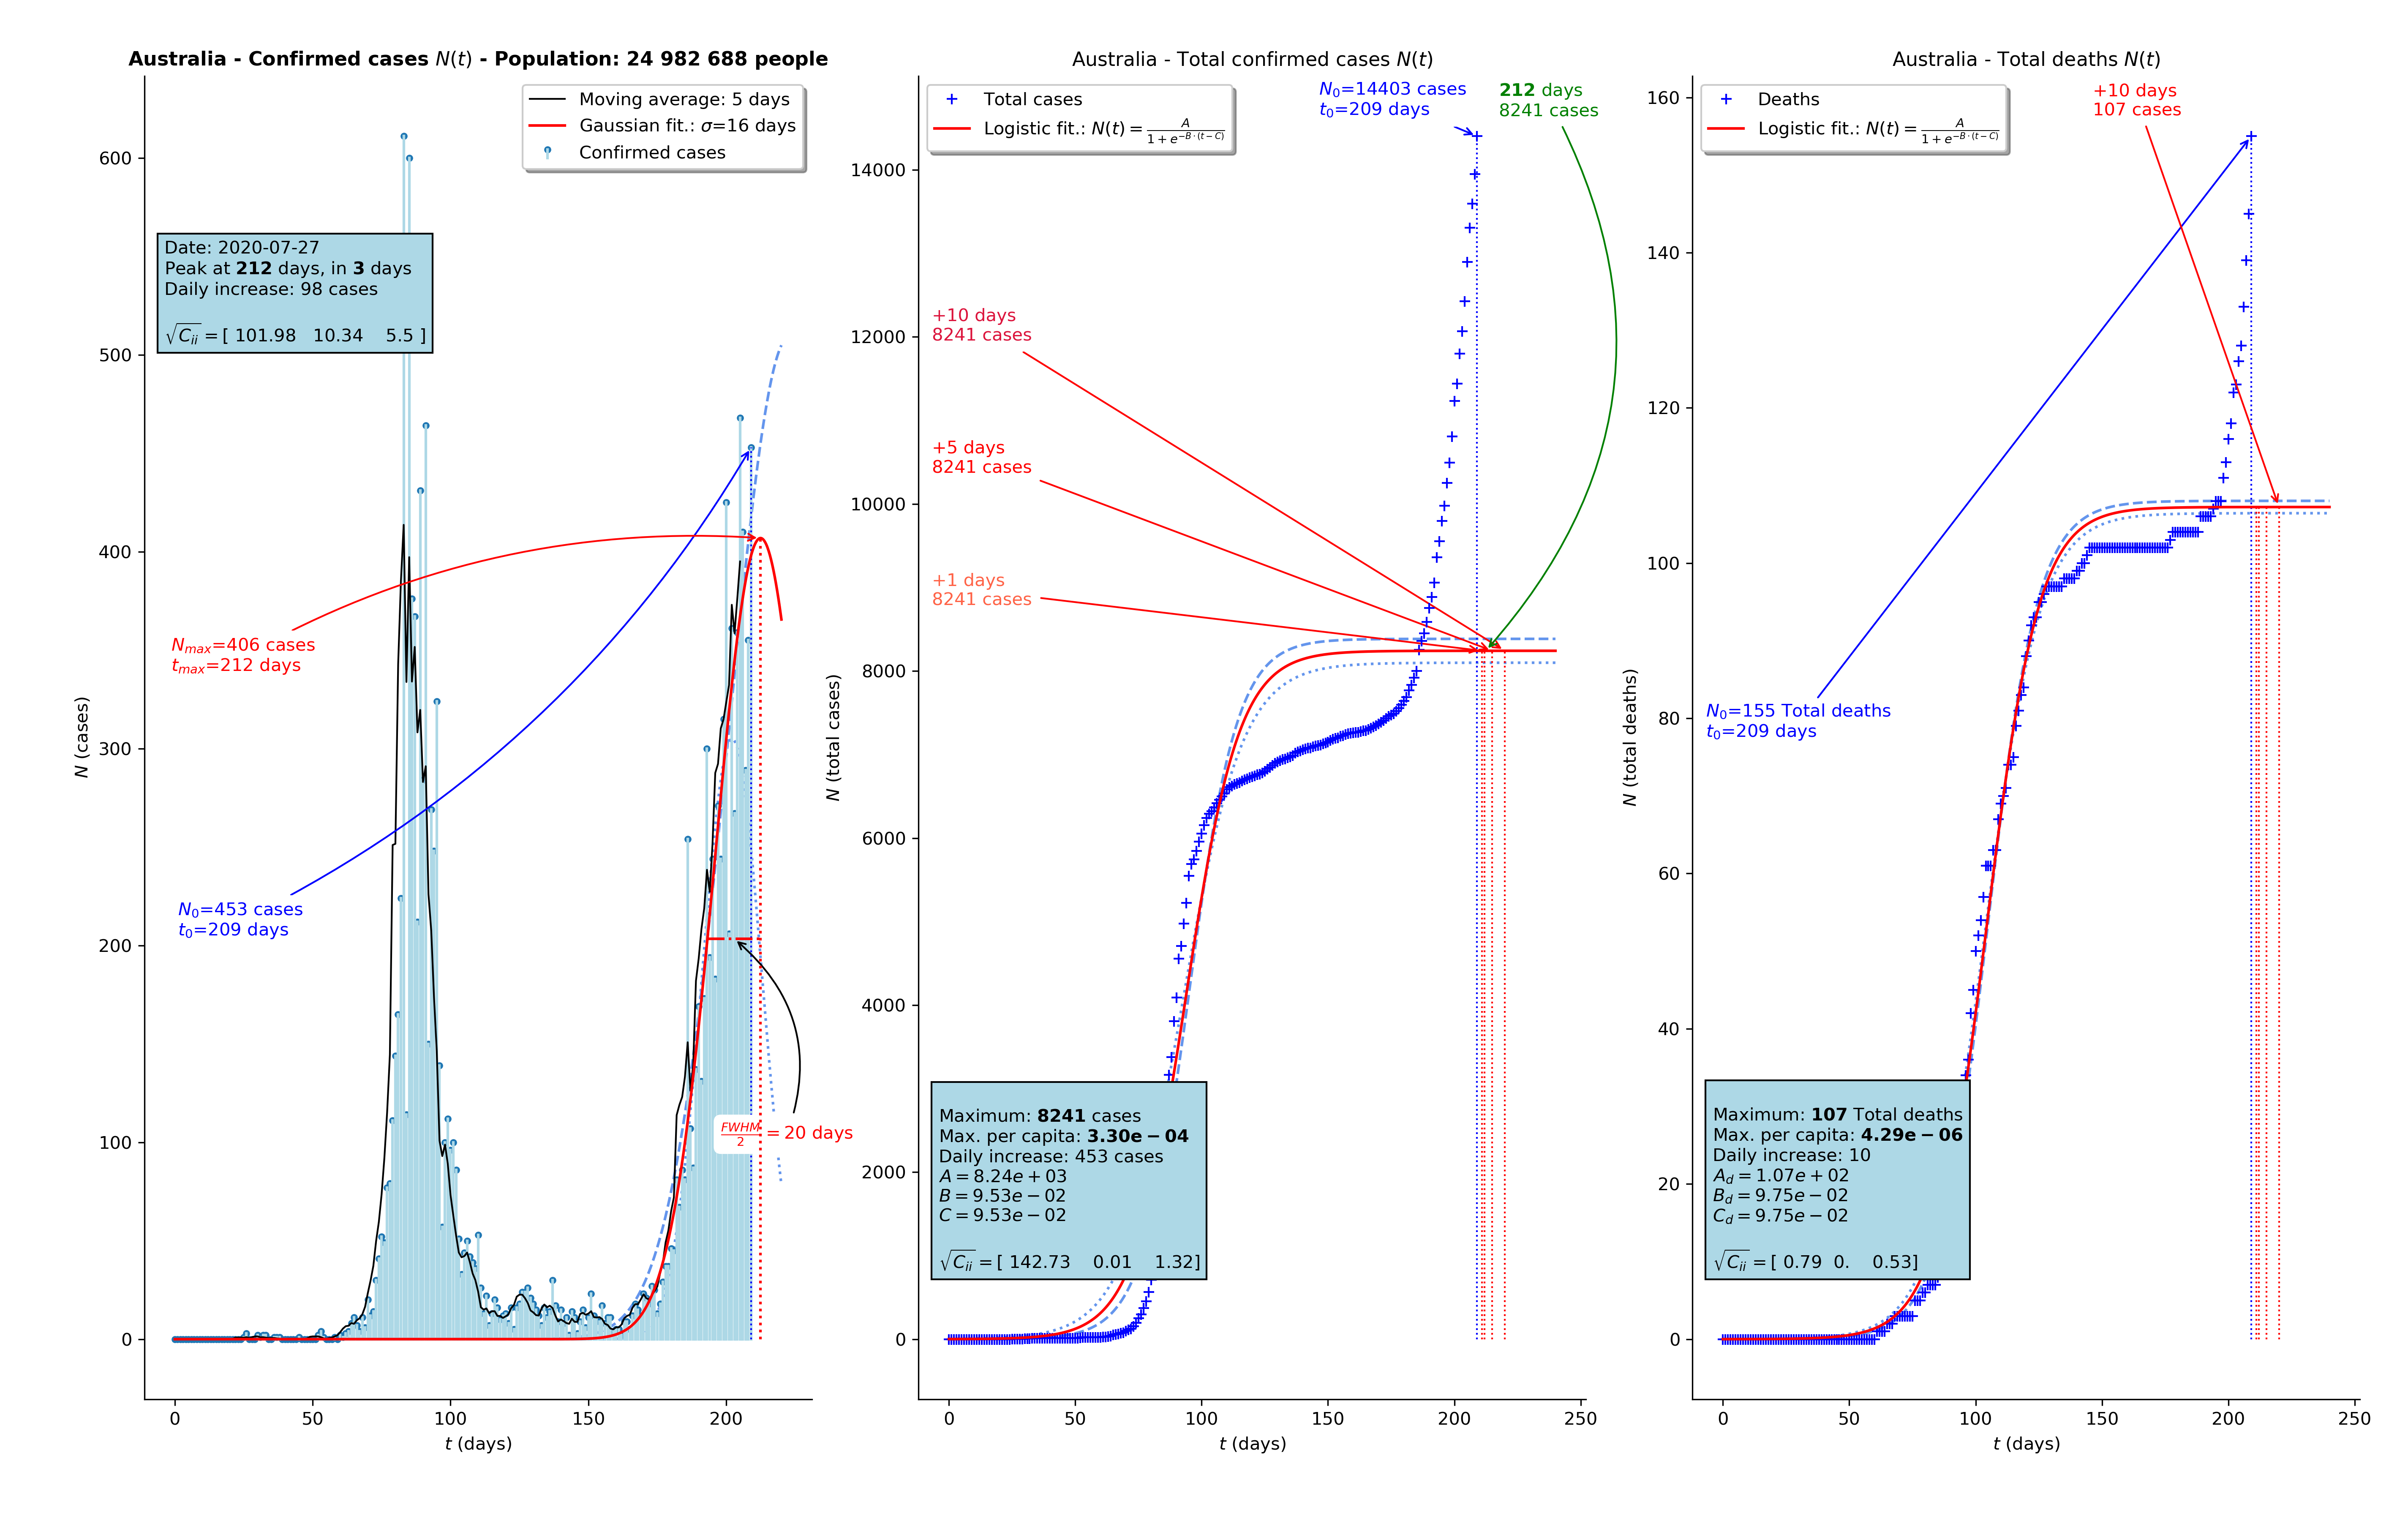 Australia - Confirmed cases N(t) - Population: 24 982 688 people
Moving average: 5 days
Gaussian fit.: σ=16 days
Confirmed cases
Date: 2020-07-27
Peak at 212 days, in 3 days
Daily increase: 98 cases
√C_ii = [ 101.98 10.34 5.5 ]
N_max=406 cases
t_max=212 days
N_0=453 cases
t_0=209 days
FWHM/2 = 20 days
N (cases)
600
500
400
300
200
100
0
0 50 100 150 200
t (days)
Australia - Total confirmed cases N(t)
Total cases
Logistic fit.: N(t) = A/(1 + e^{−B·(t−C)})
N_0=14403 cases
t_0=209 days
212 days
8241 cases
+10 days
8241 cases
+5 days
8241 cases
+1 days
8241 cases
Maximum: 8241 cases
Max. per capita: 3.30e − 04
Daily increase: 453 cases
A = 8.24e + 03
B = 9.53e − 02
C = 9.53e − 02
√C_ii = [ 142.73 0.01 1.32]
N (total cases)
14000
12000
10000
8000
6000
4000
2000
0
0 50 100 150 200 250
t (days)
Australia - Total deaths N(t)
Deaths
Logistic fit.: N(t) = A/(1 + e^{−B·(t−C)})
+10 days
107 cases
N_0=155 Total deaths
t_0=209 days
Maximum: 107 Total deaths
Max. per capita: 4.29e − 06
Daily increase: 10
A_d = 1.07e + 02
B_d = 9.75e − 02
C_d = 9.75e − 02
√C_ii = [ 0.79 0. 0.53]
N (total deaths)
160
140
120
100
80
60
40
20
0
0 50 100 150 200 250
t (days)